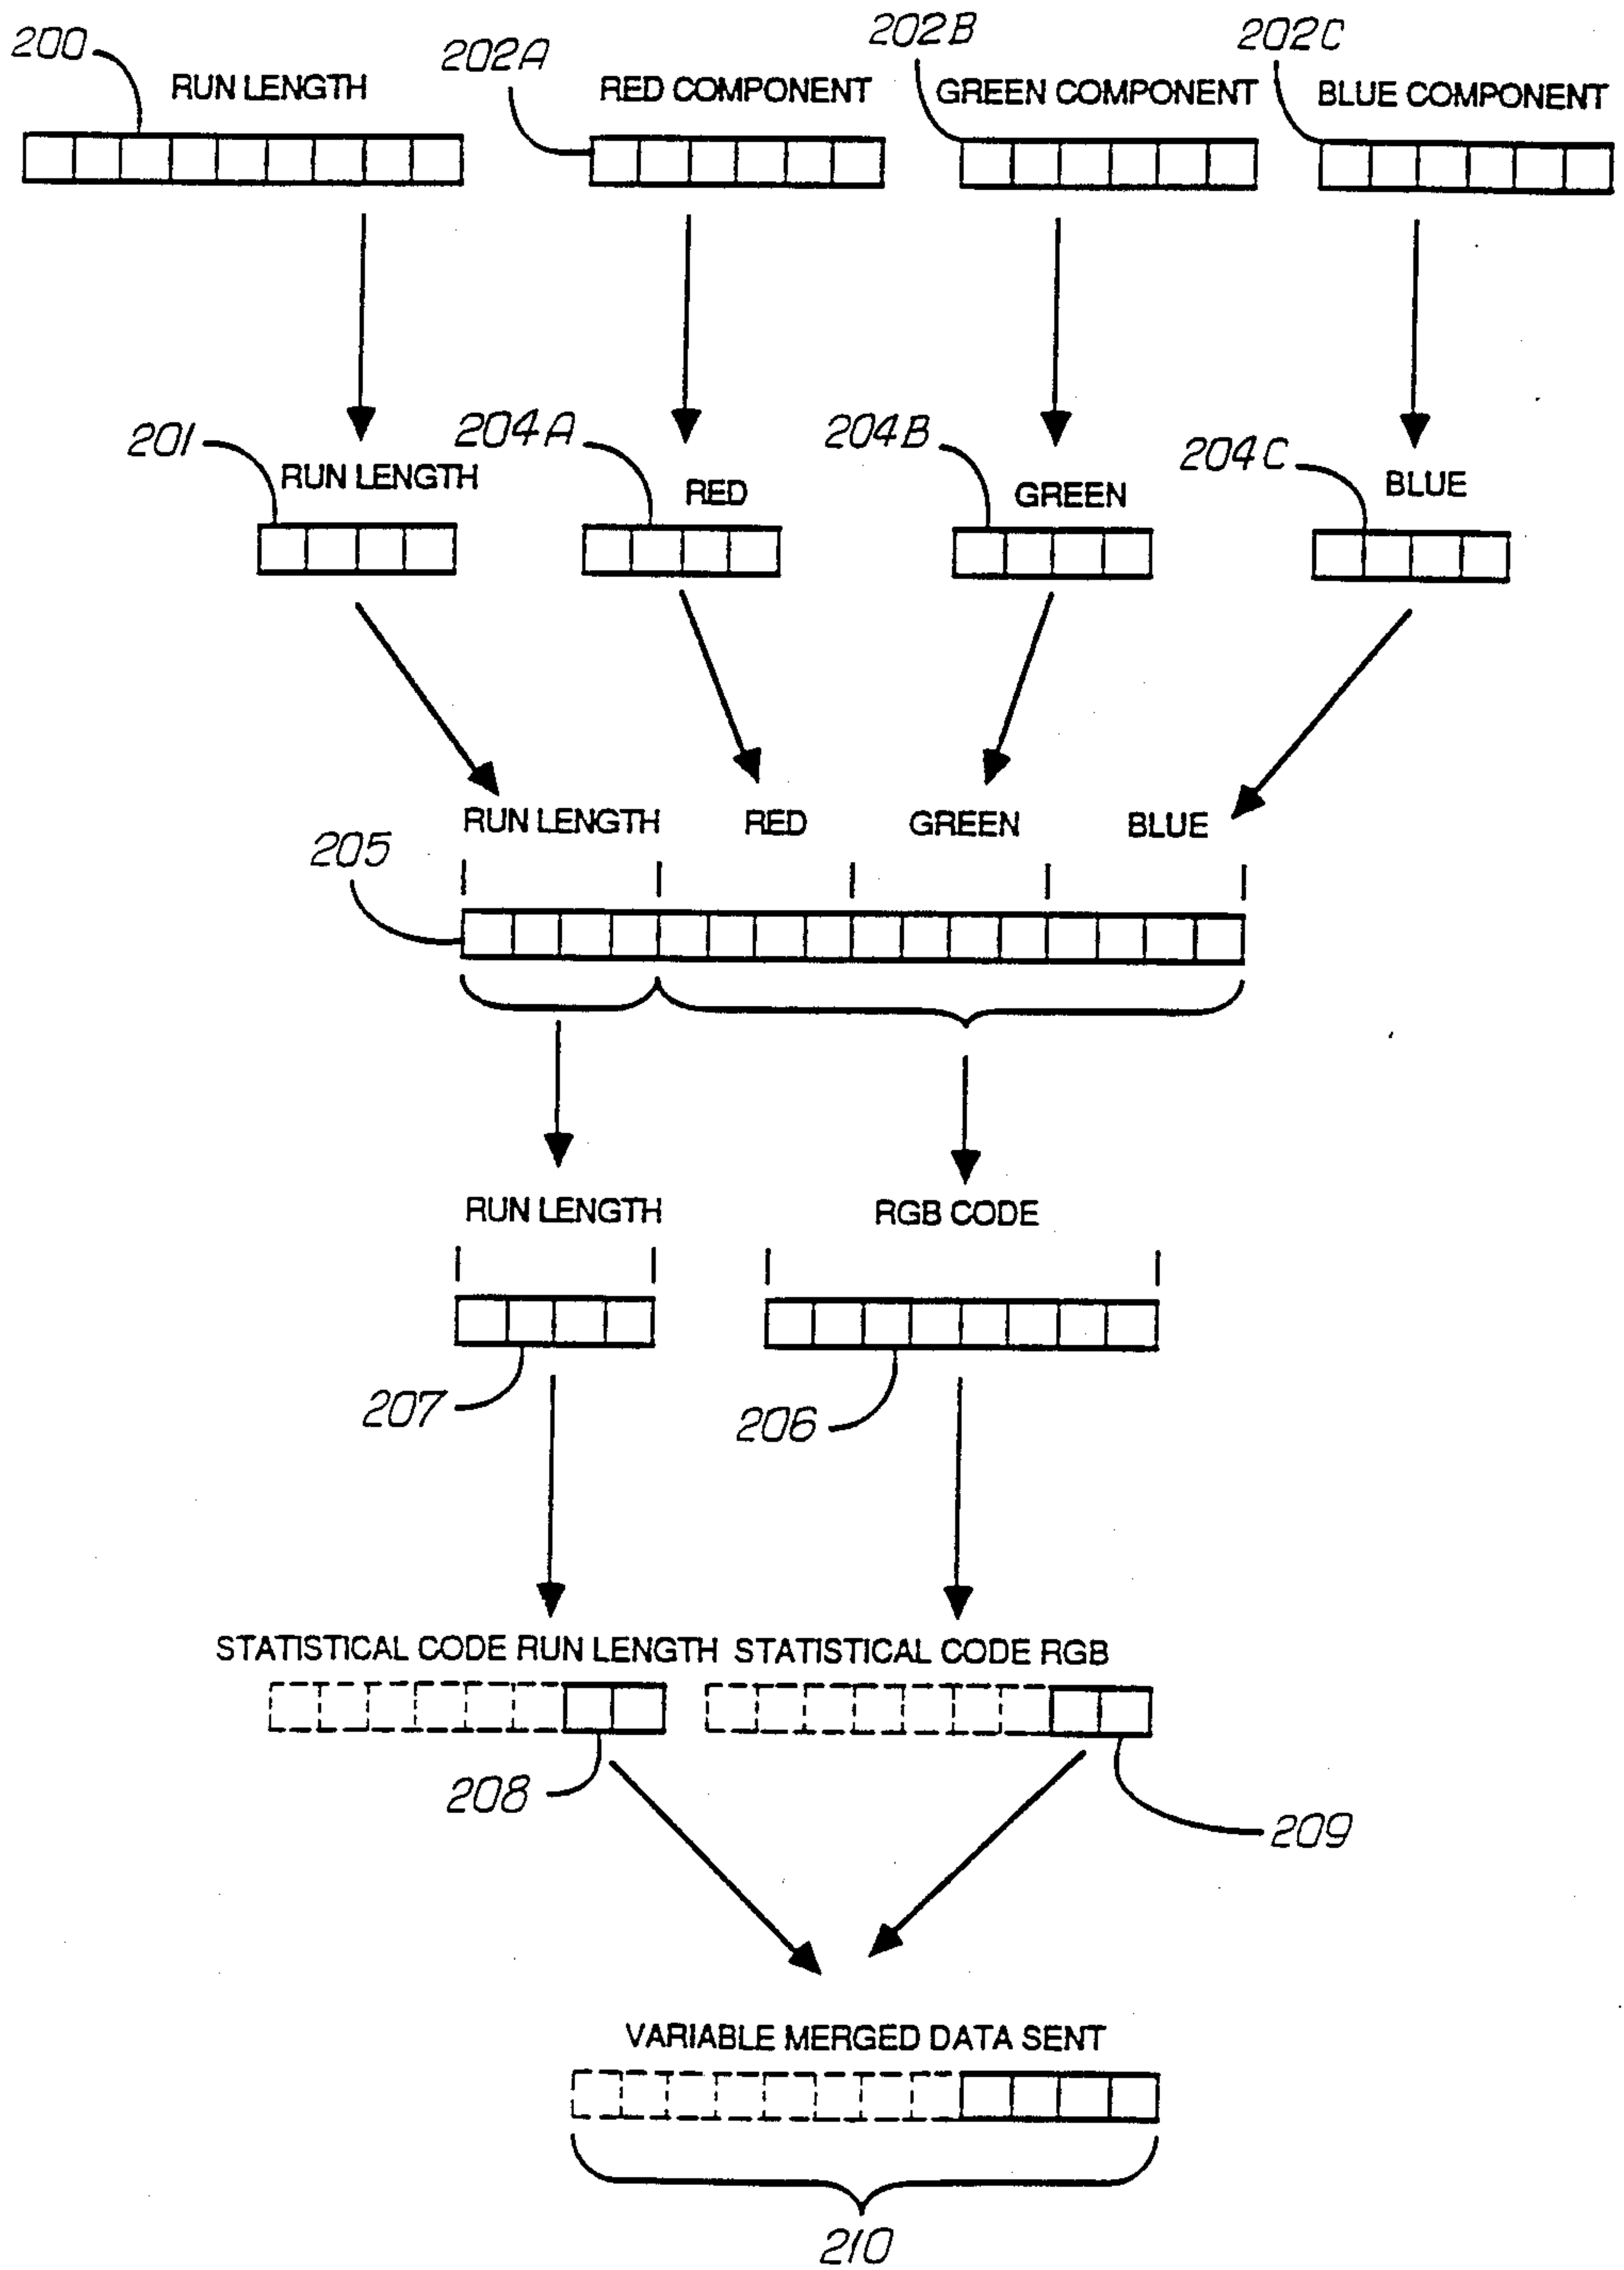 200
202A
202B
202C
RUN LENGTH
RED COMPONENT
GREEN COMPONENT
BLUE COMPONENT
201
204A
204B
204C
RUN LENGTH
RED
GREEN
BLUE
RUN LENGTH
RED
GREEN
BLUE
205
RUN LENGTH
RGB CODE
207
206
STATISTICAL CODE RUN LENGTH
STATISTICAL CODE RGB
208
209
VARIABLE MERGED DATA SENT
210